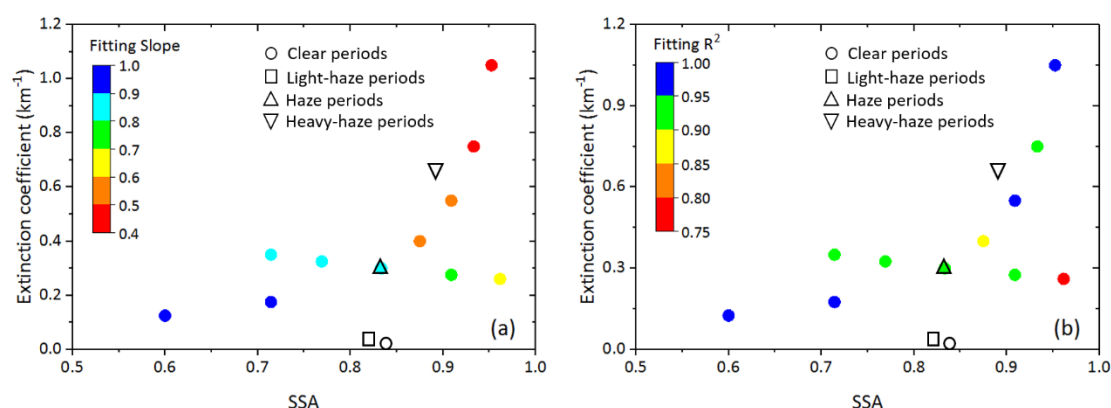 Fitting Slope
1.0
0.9
0.8
0.7
0.6
0.5
0.4
Clear periods
Light-haze periods
Haze periods
Heavy-haze periods
Extinction coefficient (km⁻¹)
1.2
1.0
0.8
0.6
0.4
0.2
0.0
0.5 0.6 0.7 0.8 0.9 1.0
SSA
(a)
Fitting R²
1.00
0.95
0.90
0.85
0.80
0.75
Clear periods
Light-haze periods
Haze periods
Heavy-haze periods
Extinction coefficient (km⁻¹)
1.2
0.9
0.6
0.3
0.0
0.5 0.6 0.7 0.8 0.9 1.0
SSA
(b)